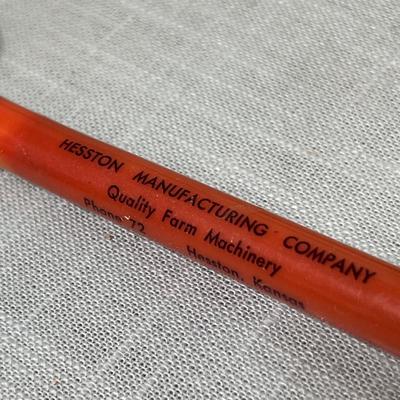 HESSTON MANUFACTURING COMPANY
Quality Farm Machinery
Phone 72 Hesston, Kansas